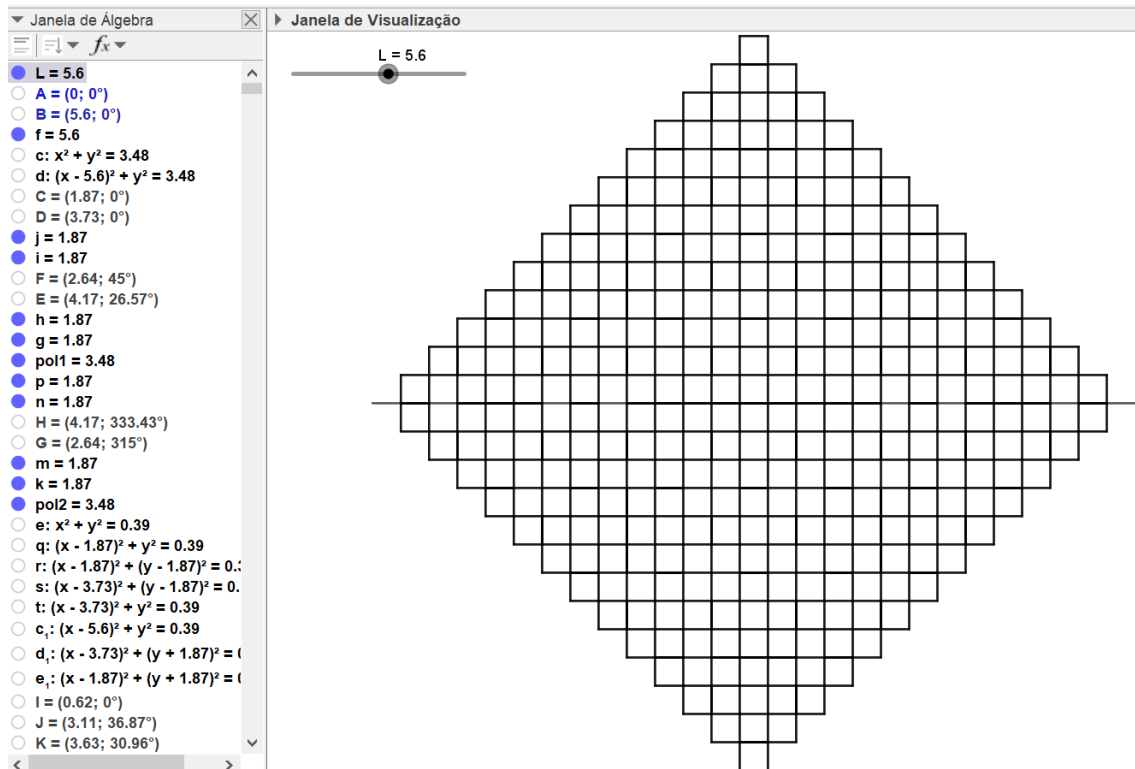 Janela de Álgebra
Janela de Visualização
fx
L = 5.6
L = 5.6
A = (0; 0°)
B = (5.6; 0°)
f = 5.6
c: x² + y² = 3.48
d: (x - 5.6)² + y² = 3.48
C = (1.87; 0°)
D = (3.73; 0°)
j = 1.87
i = 1.87
F = (2.64; 45°)
E = (4.17; 26.57°)
h = 1.87
g = 1.87
pol1 = 3.48
p = 1.87
n = 1.87
H = (4.17; 333.43°)
G = (2.64; 315°)
m = 1.87
k = 1.87
pol2 = 3.48
e: x² + y² = 0.39
q: (x - 1.87)² + y² = 0.39
r: (x - 1.87)² + (y - 1.87)² = 0.3
s: (x - 3.73)² + (y - 1.87)² = 0.
t: (x - 3.73)² + y² = 0.39
c₁: (x - 5.6)² + y² = 0.39
d₁: (x - 3.73)² + (y + 1.87)² =
e₁: (x - 1.87)² + (y + 1.87)² =
I = (0.62; 0°)
J = (3.11; 36.87°)
K = (3.63; 30.96°)